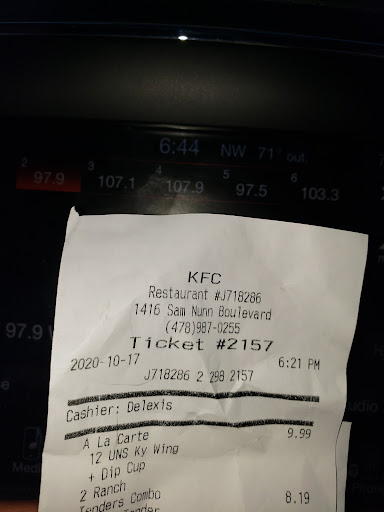 6:44 NW 71° out.
2 97.9 3 107.1 4 107.9 5 97.5 6 103.3
KFC
Restaurant #J718286
1416 Sam Nunn Boulevard
(478)987-0255
Ticket #2157
2020-10-17 6:21 PM
J718286 2 298 2157
97.9
Cashier: Delexis
A La Carte 9.99
12 UNS Ky Wing
+ Dip Cup
2 Ranch
Tenders Combo 8.19